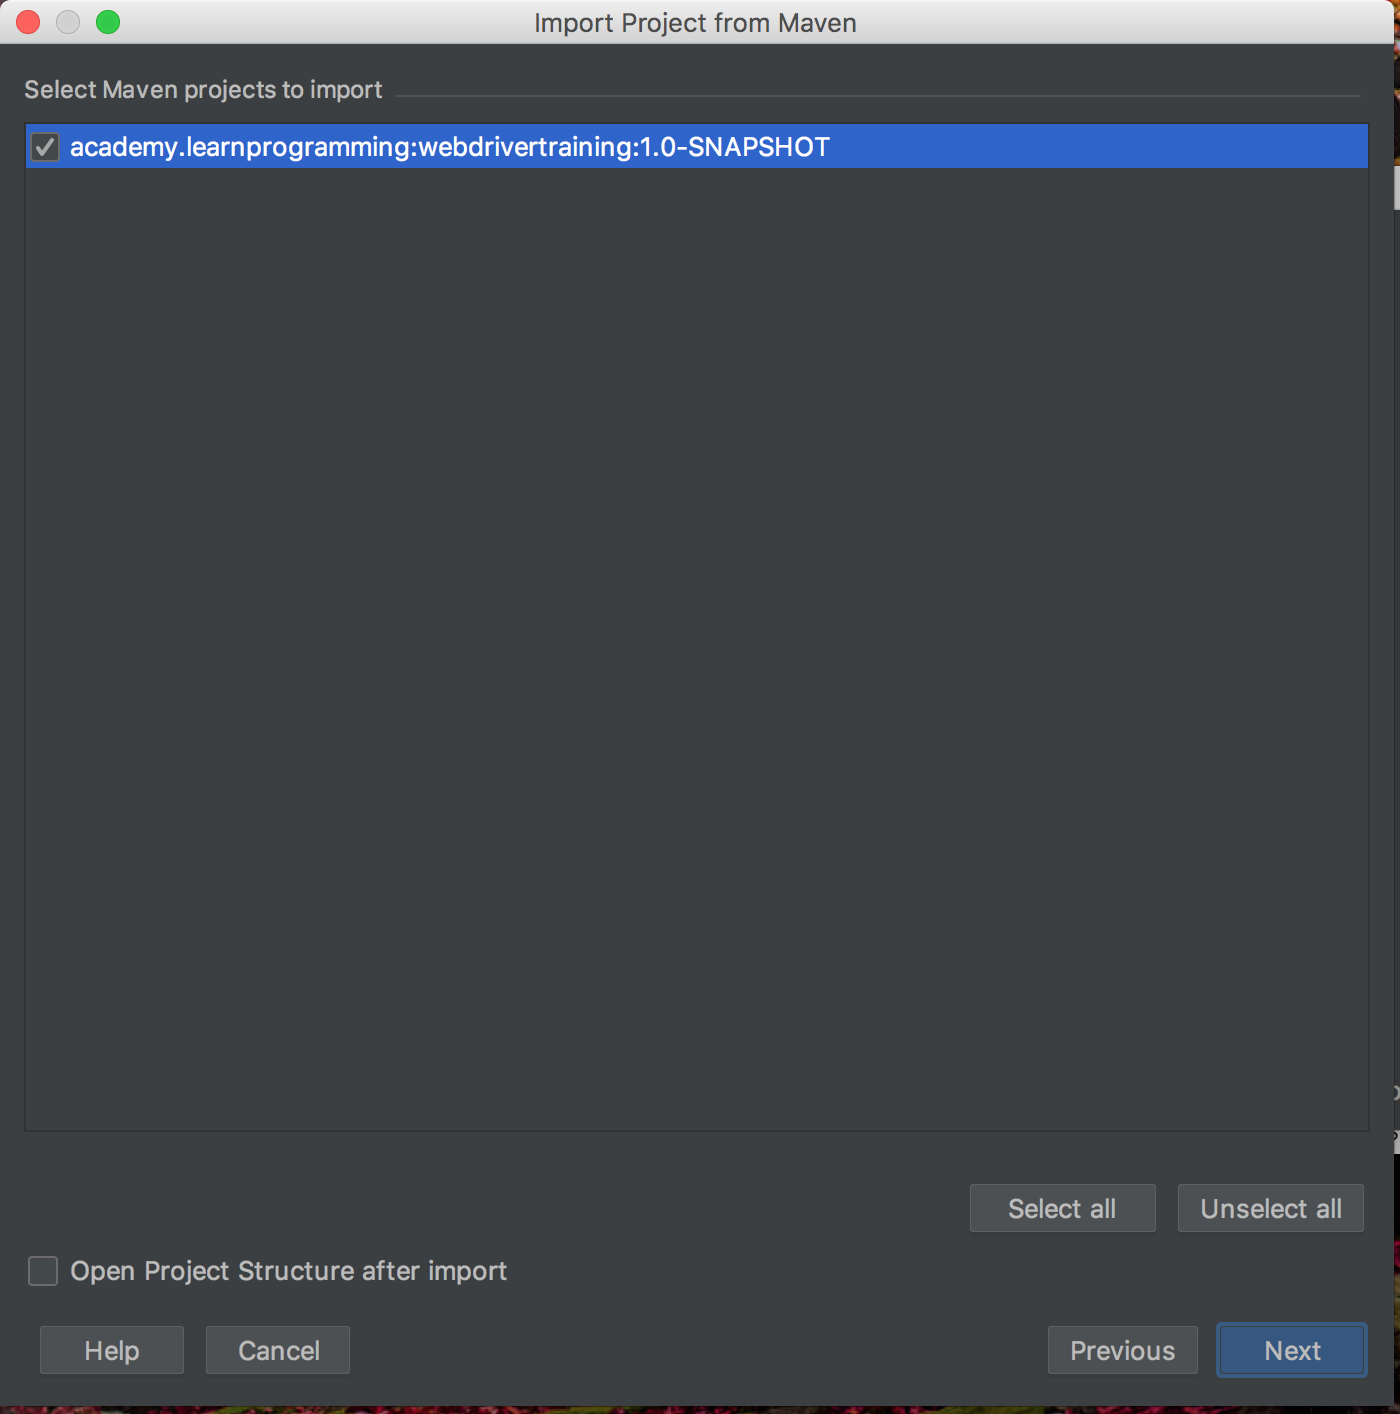 Import Project from Maven
Select Maven projects to import
academy.learnprogramming:webdrivertraining:1.0-SNAPSHOT
Select all
Unselect all
Open Project Structure after import
Help
Cancel
Previous
Next